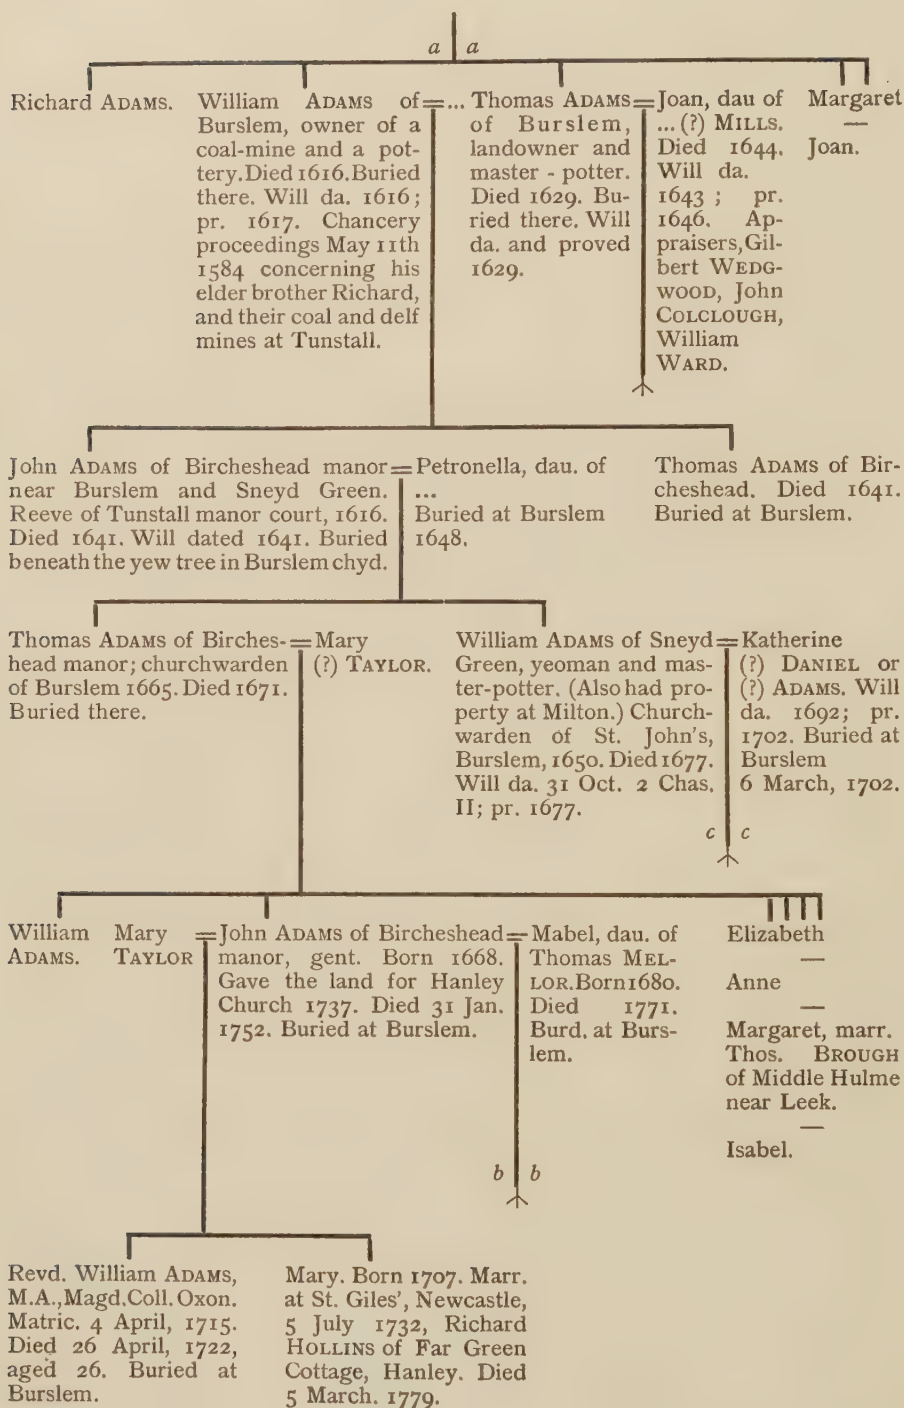 a a
Richard ADAMS.
William ADAMS of = ...
Burslem, owner of a
coal-mine and a pot-
tery. Died 1616. Buried
there. Will da. 1616;
pr. 1617. Chancery
proceedings May 11th
1584 concerning his
elder brother Richard,
and their coal and delf
mines at Tunstall.
Thomas ADAMS =
of Burslem,
landowner and
master-potter.
Died 1629. Bu-
ried there. Will
da. and proved
1629.
Joan, dau of
... (?) MILLS.
Died 1644.
Will da.
1643; pr.
1646. Ap-
praisers, Gil-
bert WEDG-
WOOD, John
COLCLOUGH,
William
WARD.
Margaret
—
Joan.
John ADAMS of Bircheshead manor =
near Burslem and Sneyd Green.
Reeve of Tunstall manor court, 1616.
Died 1641. Will dated 1641. Buried
beneath the yew tree in Burslem chyd.
Petronella, dau. of
...
Buried at Burslem
1648.
Thomas ADAMS of Bir-
cheshead. Died 1641.
Buried at Burslem.
Thomas ADAMS of Birches- =
head manor; churchwarden
of Burslem 1665. Died 1671.
Buried there.
Mary
(?) TAYLOR.
William ADAMS of Sneyd =
Green, yeoman and mas-
ter-potter. (Also had pro-
perty at Milton.) Church-
warden of St. John's,
Burslem, 1650. Died 1677.
Will da. 31 Oct. 2 Chas.
II; pr. 1677.
Katherine
(?) DANIEL or
(?) ADAMS. Will
da. 1692; pr.
1702. Buried at
Burslem
6 March, 1702.
c c
William
ADAMS.
Mary =
TAYLOR
John ADAMS of Bircheshead =
manor, gent. Born 1668.
Gave the land for Hanley
Church 1737. Died 31 Jan.
1752. Buried at Burslem.
Mabel, dau. of
Thomas MEL-
LOR. Born 1680.
Died 1771.
Burd. at Burs-
lem.
Elizabeth
—
Anne
—
Margaret, marr.
Thos. BROUGH
of Middle Hulme
near Leek.
—
Isabel.
b b
Revd. William ADAMS,
M.A., Magd. Coll. Oxon.
Matric. 4 April, 1715.
Died 26 April, 1722,
aged 26. Buried at
Burslem.
Mary. Born 1707. Marr.
at St. Giles', Newcastle,
5 July 1732, Richard
HOLLINS of Far Green
Cottage, Hanley. Died
5 March. 1779.